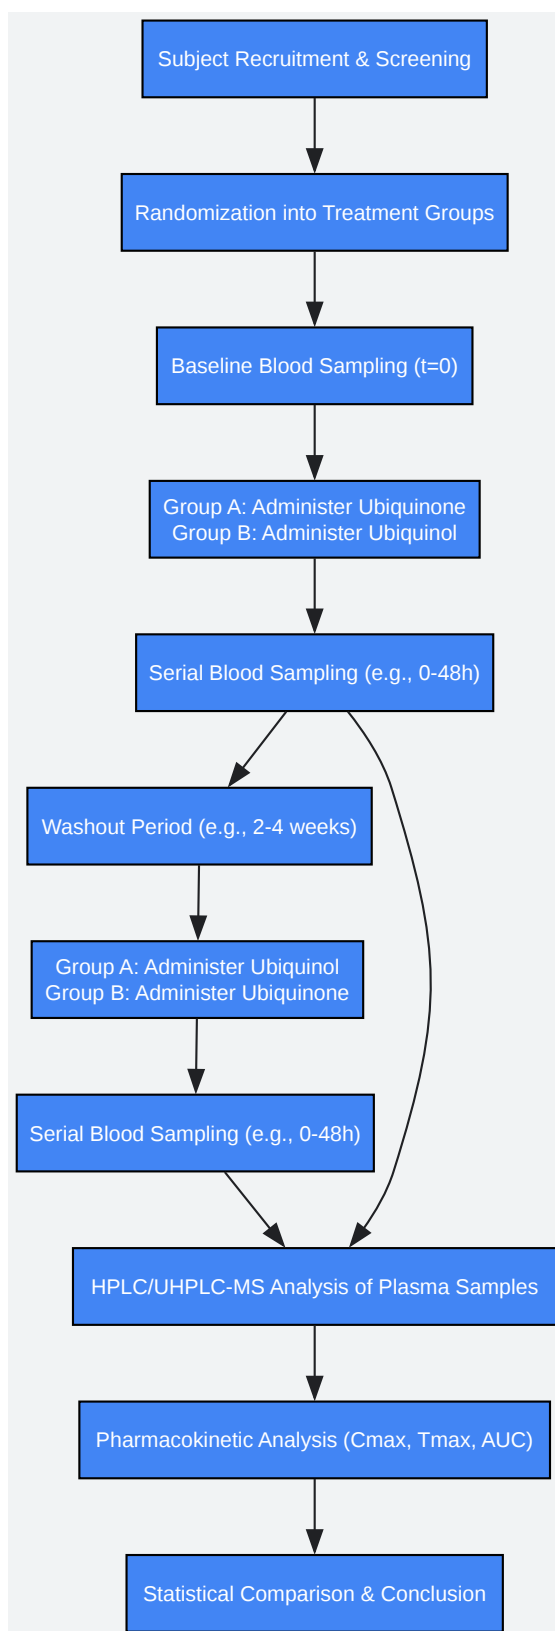 Subject Recruitment & Screening
Randomization into Treatment Groups
Baseline Blood Sampling (t=0)
Group A: Administer Ubiquinone
Group B: Administer Ubiquinol
Serial Blood Sampling (e.g., 0-48h)
Washout Period (e.g., 2-4 weeks)
Group A: Administer Ubiquinol
Group B: Administer Ubiquinone
Serial Blood Sampling (e.g., 0-48h)
HPLC/UHPLC-MS Analysis of Plasma Samples
Pharmacokinetic Analysis (Cmax, Tmax, AUC)
Statistical Comparison & Conclusion